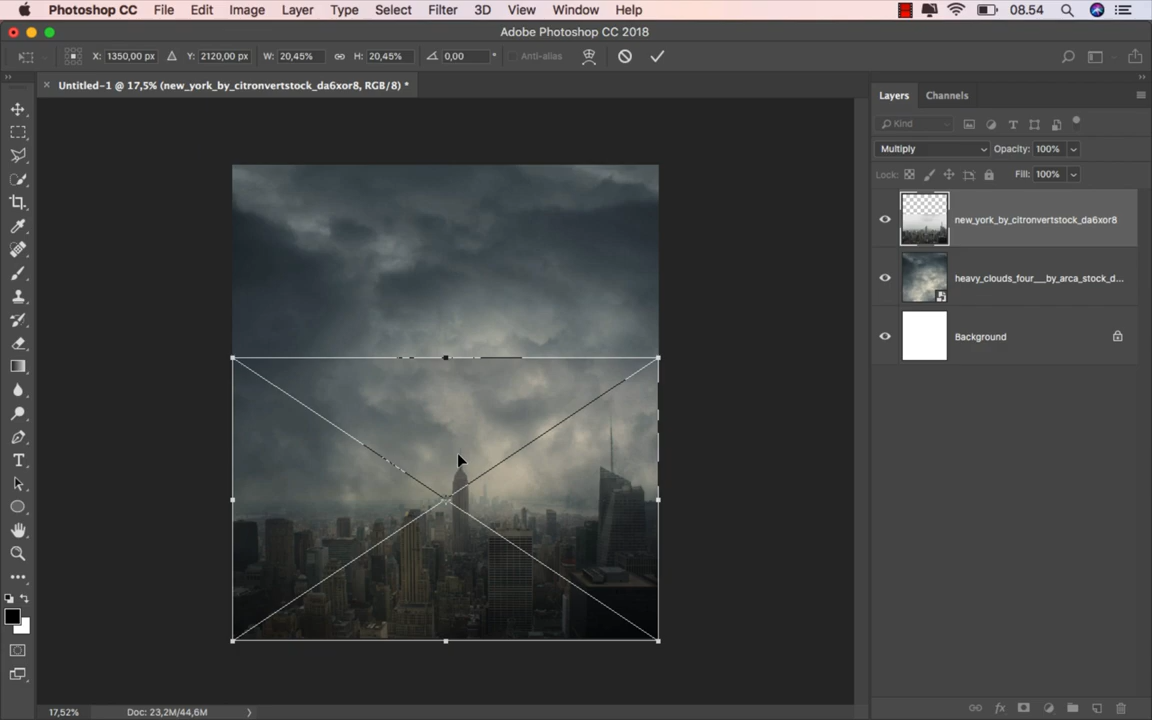 Photoshop CC File Edit Image Layer Type Select Filter 3D View Window Help 08.54
Adobe Photoshop CC 2018
X: 1350,00 px Y: 2120,00 px W: 20,45% H: 20,45% 0,00 ° Anti-alias
× Untitled-1 @ 17,5% (new_york_by_citronvertstock_da6xor8, RGB/8) *
Layers Channels
Kind
Multiply Opacity: 100%
Lock: Fill: 100%
new_york_by_citronvertstock_da6xor8
heavy_clouds_four___by_arca_stock_d...
Background
17,52% Doc: 23,2M/44,6M